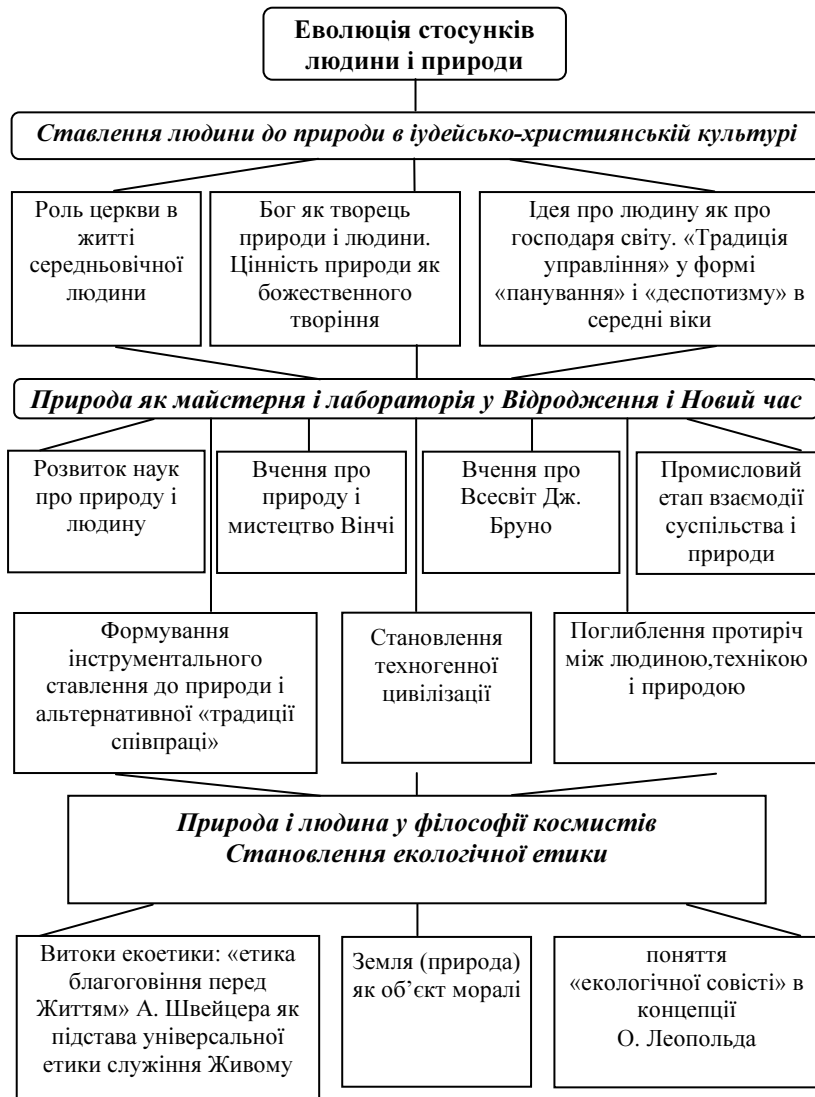 Еволюція стосунків
людини і природи
Ставлення людини до природи в іудейсько-християнській культурі
Роль церкви в
житті
середньовічної
людини
Бог як творець
природи і людини.
Цінність природи як
божественного
творіння
Ідея про людину як про
господаря світу. «Традиція
управління» у формі
«панування» і «деспотизму» в
середні віки
Природа як майстерня і лабораторія у Відродження і Новий час
Розвиток наук
про природу і
людину
Вчення про
природу і
мистецтво Вінчі
Вчення про
Всесвіт Дж.
Бруно
Промисловий
етап взаємодії
суспільства і
природи
Формування
інструментального
ставлення до природи і
альтернативної «традиції
співпраці»
Становлення
техногенної
цивілізації
Поглиблення протиріч
між людиною,технікою
і природою
Природа і людина у філософії космистів
Становлення екологічної етики
Витоки екоетики: «етика
благоговіння перед
Життям» А. Швейцера як
підстава універсальної
етики служіння Живому
Земля (природа)
як об’єкт моралі
поняття
«екологічної совісті» в
концепції
О. Леопольда